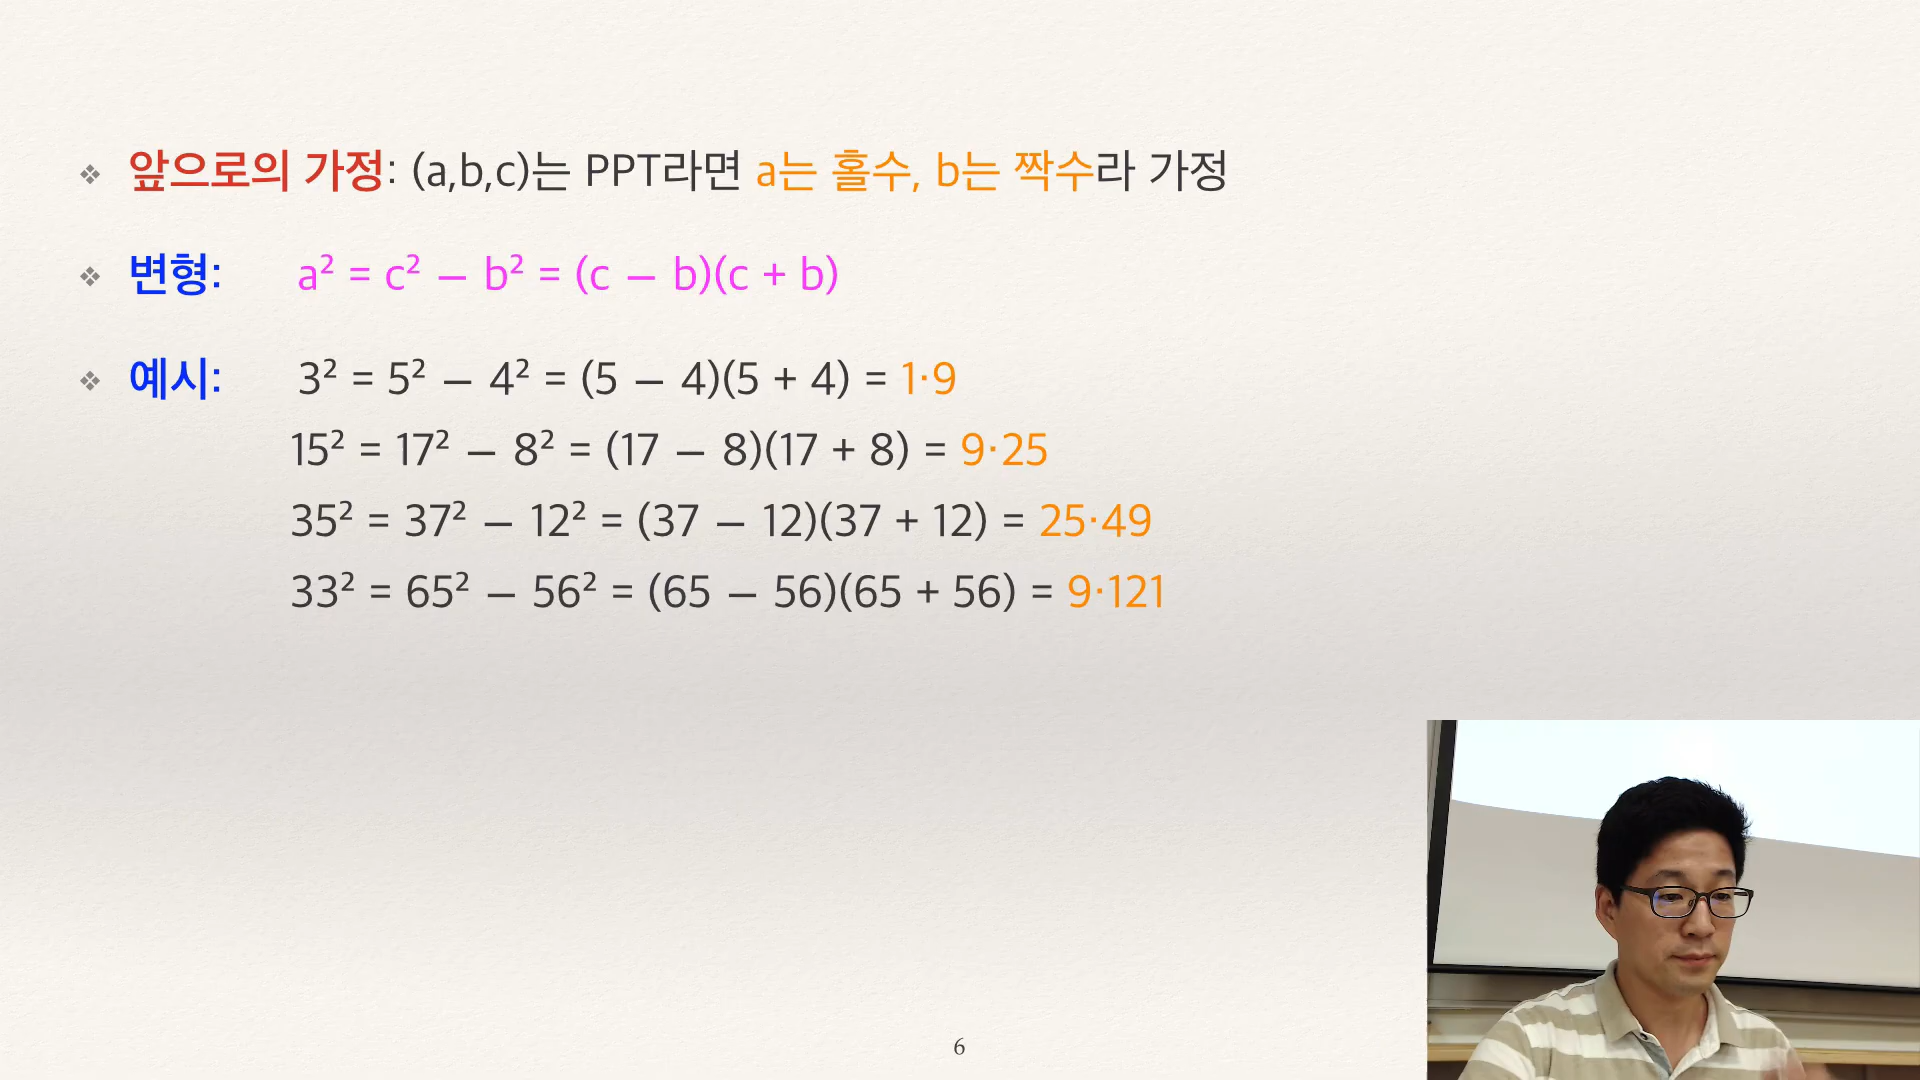 ❖ 앞으로의 가정: (a,b,c)는 PPT라면 a는 홀수, b는 짝수라 가정
❖ 변형: a² = c² − b² = (c − b)(c + b)
❖ 예시: 3² = 5² − 4² = (5 − 4)(5 + 4) = 1·9
15² = 17² − 8² = (17 − 8)(17 + 8) = 9·25
35² = 37² − 12² = (37 − 12)(37 + 12) = 25·49
33² = 65² − 56² = (65 − 56)(65 + 56) = 9·121
6